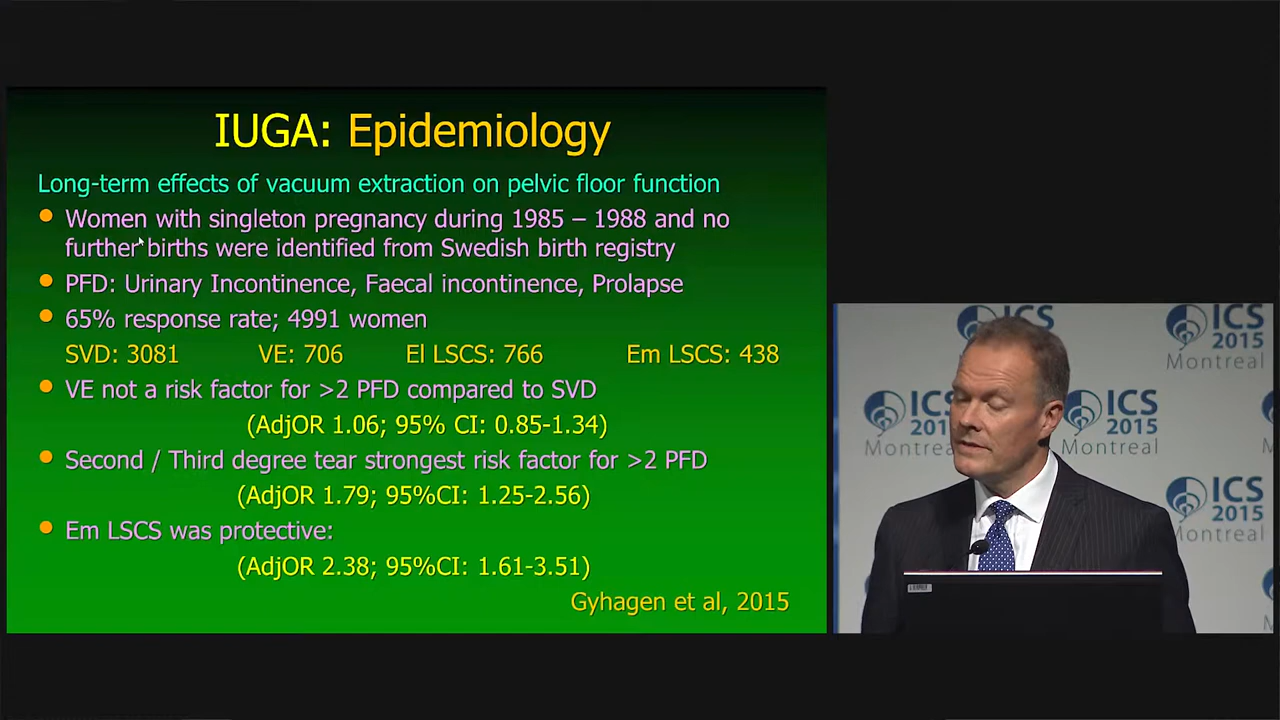 IUGA: Epidemiology
Long-term effects of vacuum extraction on pelvic floor function
Women with singleton pregnancy during 1985 – 1988 and no
further births were identified from Swedish birth registry
PFD: Urinary Incontinence, Faecal incontinence, Prolapse
65% response rate; 4991 women
SVD: 3081 VE: 706 El LSCS: 766 Em LSCS: 438
VE not a risk factor for >2 PFD compared to SVD
(AdjOR 1.06; 95% CI: 0.85-1.34)
Second / Third degree tear strongest risk factor for >2 PFD
(AdjOR 1.79; 95%CI: 1.25-2.56)
Em LSCS was protective:
(AdjOR 2.38; 95%CI: 1.61-3.51)
Gyhagen et al, 2015
ICS
2015
Montreal
ICS
2015
Montreal
ICS
2015
Montreal
ICS
2015
Montreal
ICS
2015
Montreal